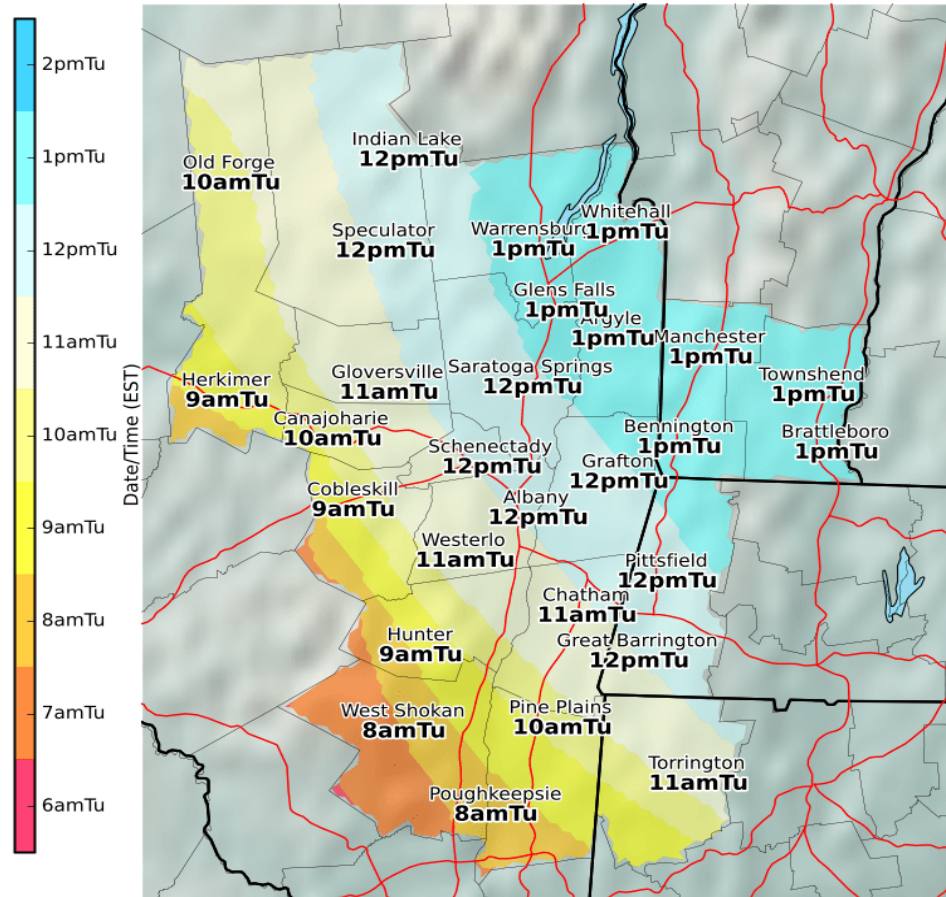 2pmTu
1pmTu
12pmTu
11amTu
10amTu
9amTu
8amTu
7amTu
6amTu
Date/Time (EST)
Indian Lake
12pmTu
Old Forge
10amTu
Whitehall
1pmTu
Speculator
12pmTu
Warrensburg
1pmTu
Glens Falls
1pmTu
Argyle
1pmTu
Manchester
1pmTu
Saratoga Springs
12pmTu
Gloversville
11amTu
Herkimer
9amTu
Townshend
1pmTu
Canajoharie
10amTu
Bennington
1pmTu
Brattleboro
1pmTu
Schenectady
12pmTu
Grafton
12pmTu
Cobleskill
9amTu
Albany
12pmTu
Westerlo
11amTu
Pittsfield
12pmTu
Chatham
11amTu
Hunter
9amTu
Great Barrington
12pmTu
West Shokan
8amTu
Pine Plains
10amTu
Torrington
11amTu
Poughkeepsie
8amTu